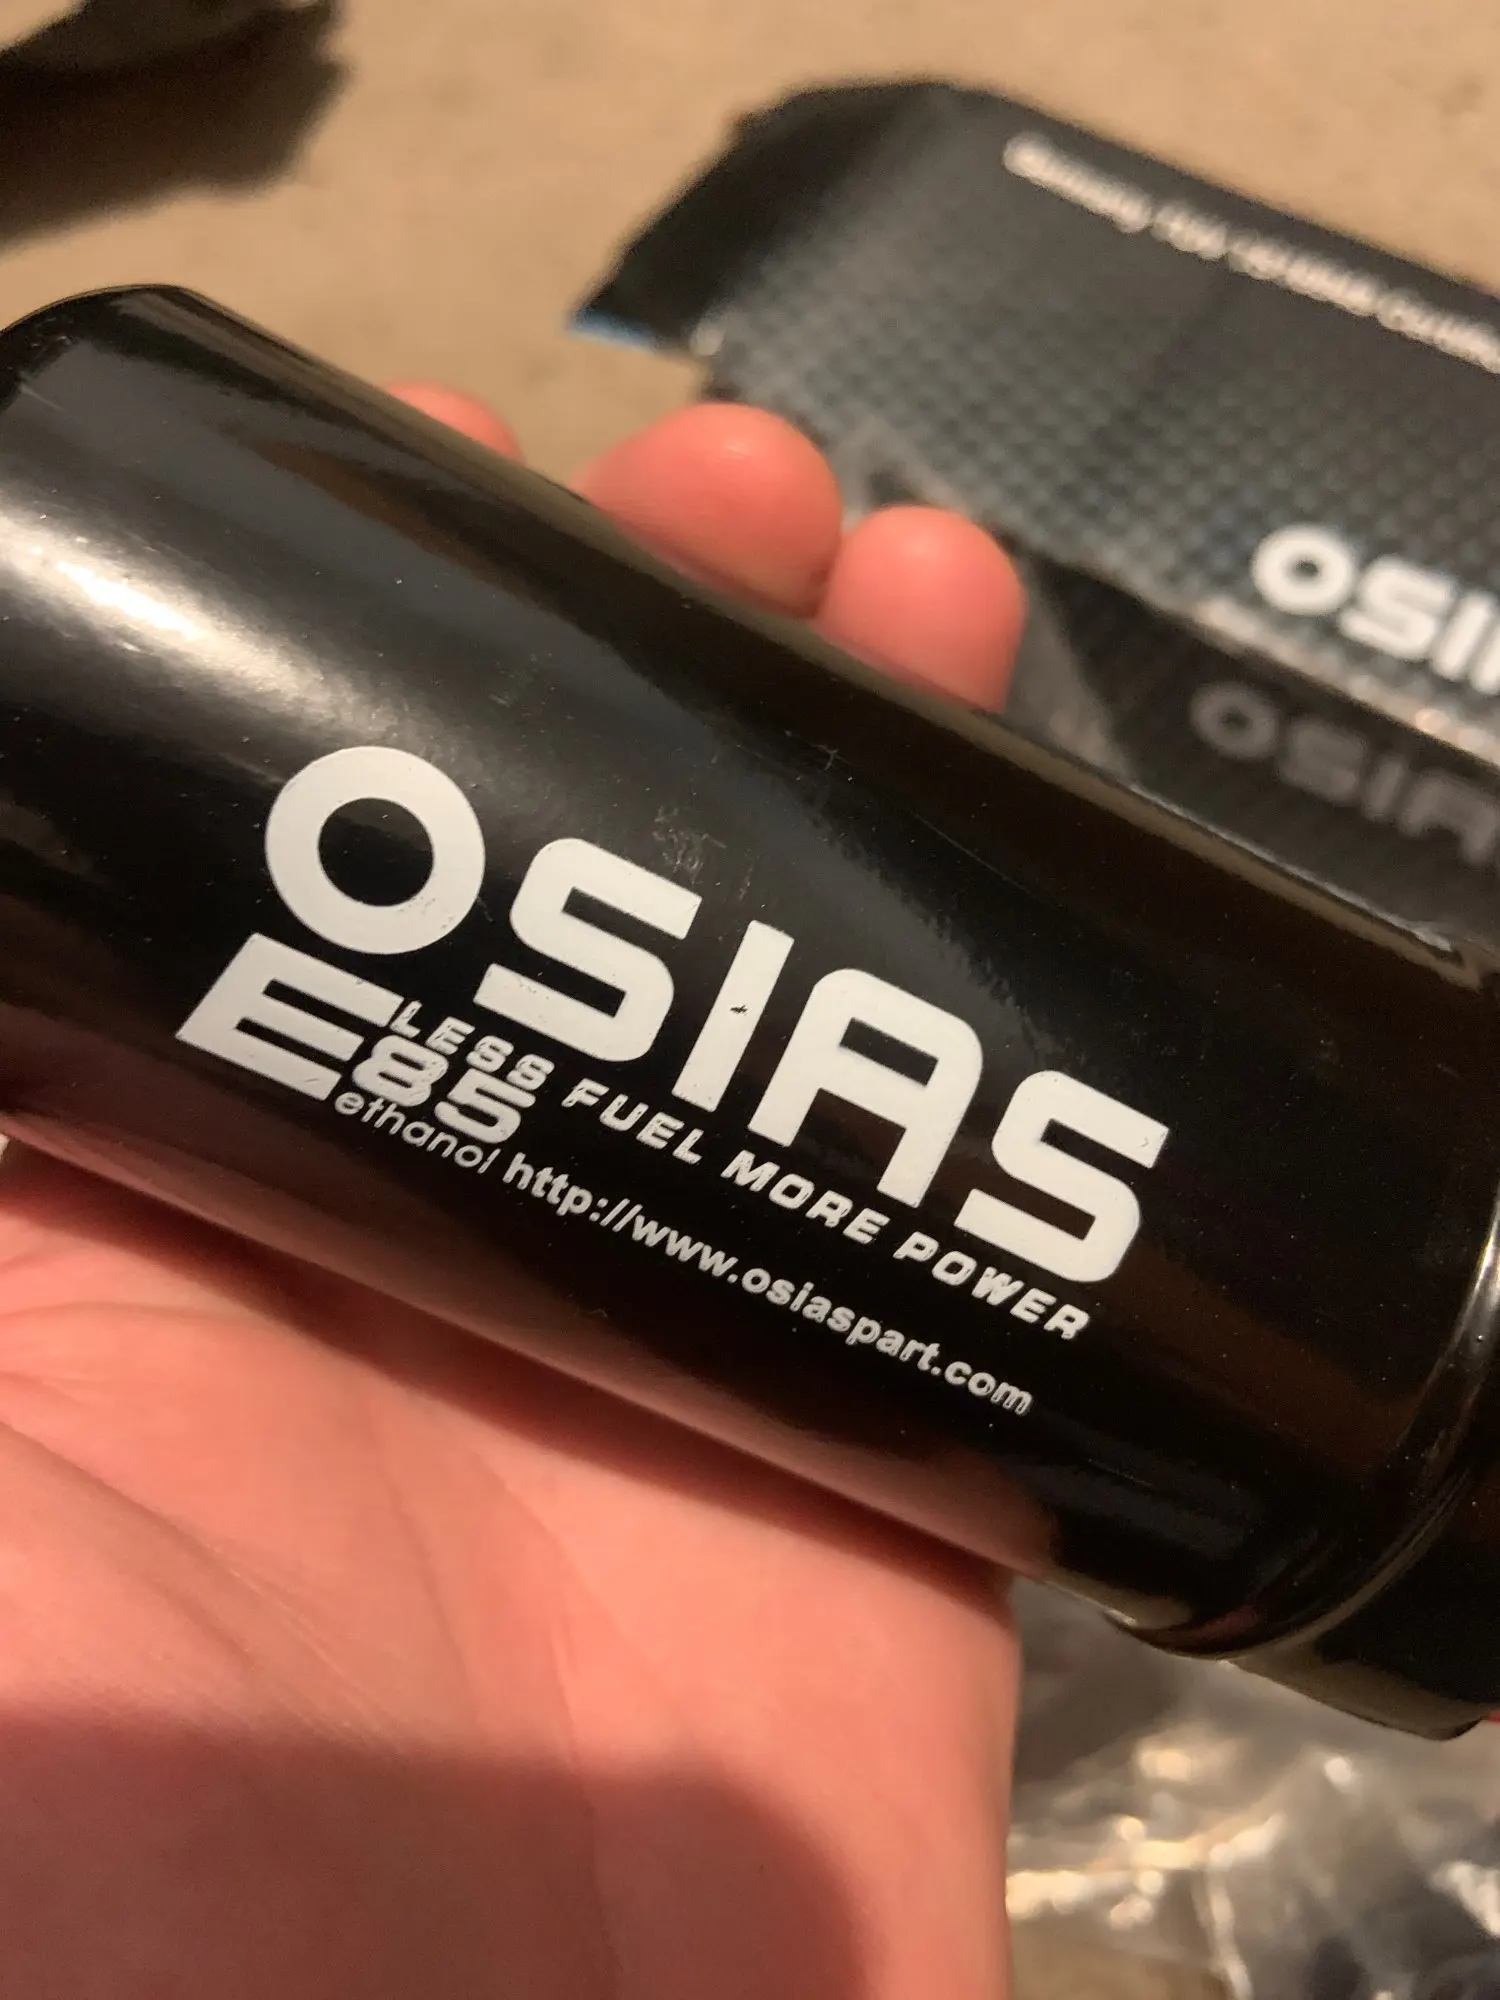 OSIAS
LESS FUEL MORE POWER
E85
ethanol http://www.osiaspart.com
OSIA
OSIA